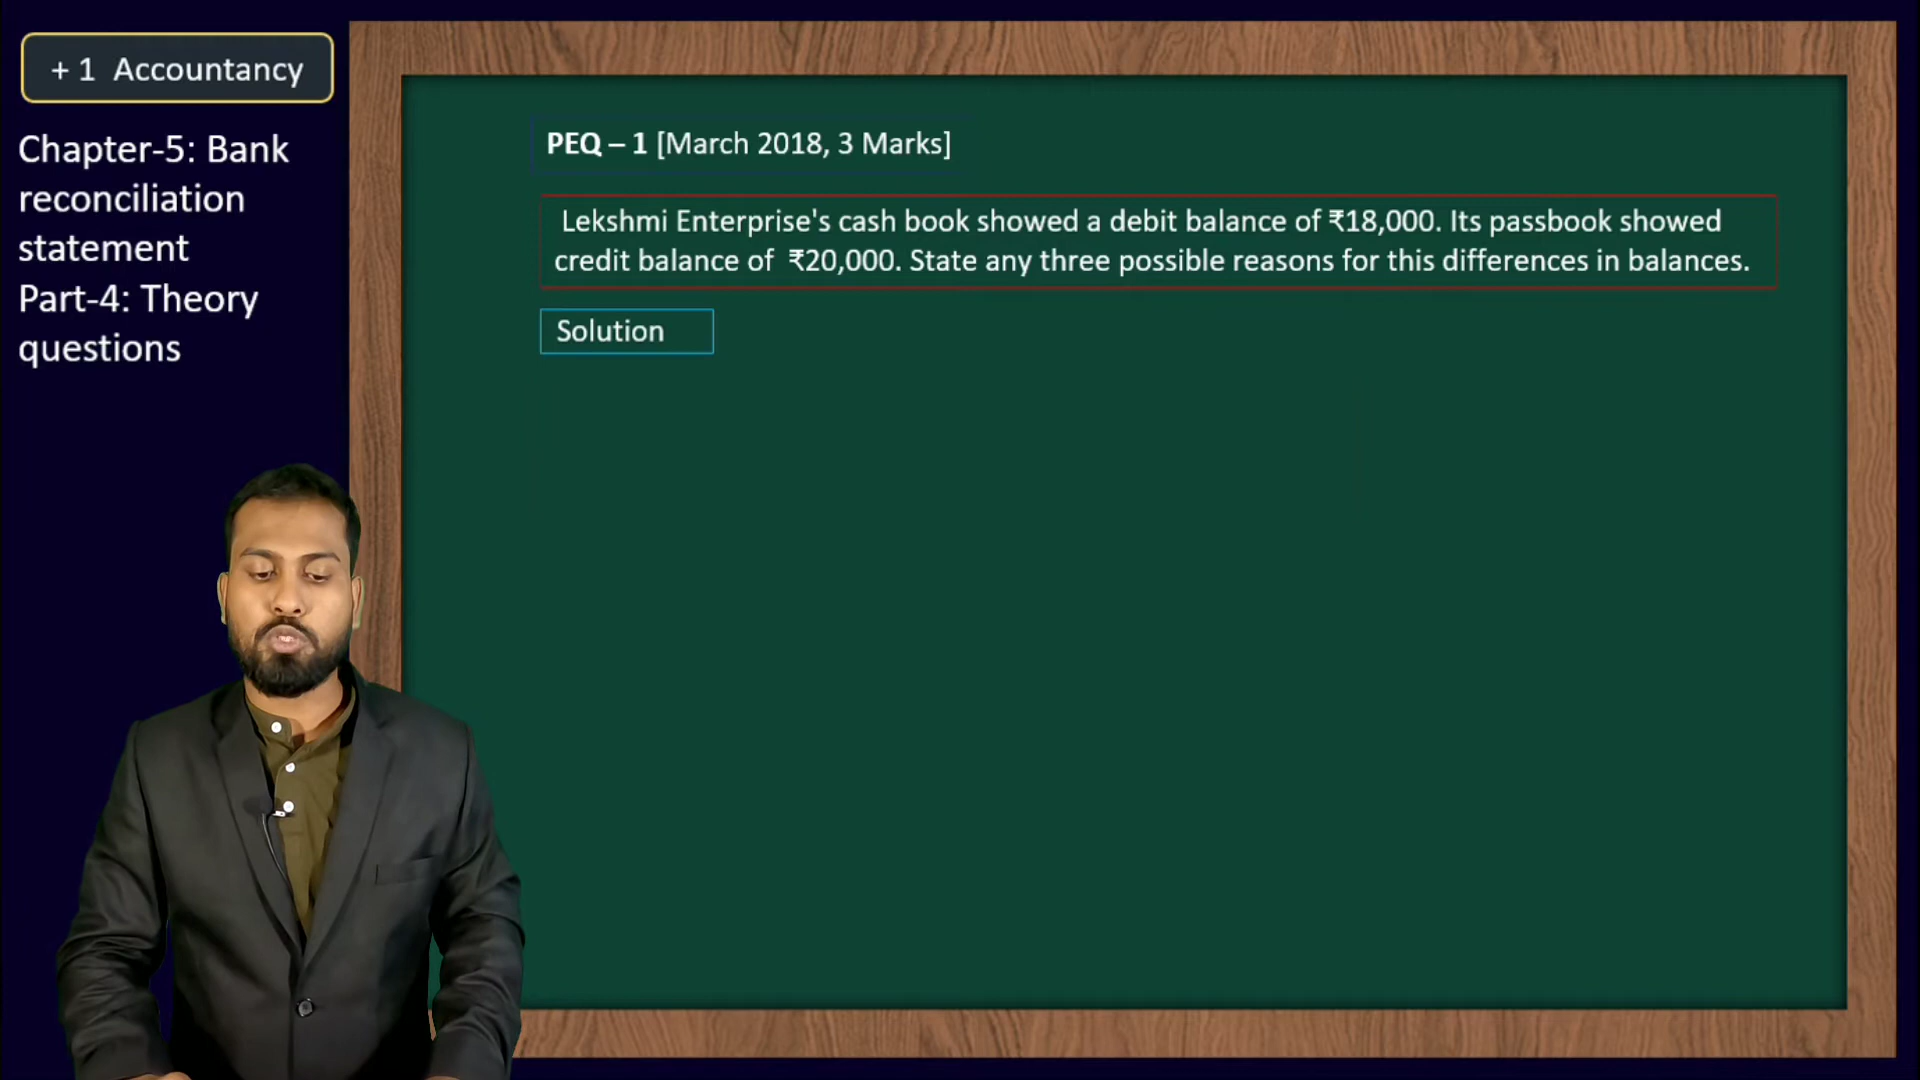 + 1 Accountancy
Chapter-5: Bank
reconciliation
statement
Part-4: Theory
questions
PEQ – 1 [March 2018, 3 Marks]
Lekshmi Enterprise's cash book showed a debit balance of ₹18,000. Its passbook showed
credit balance of ₹20,000. State any three possible reasons for this differences in balances.
Solution